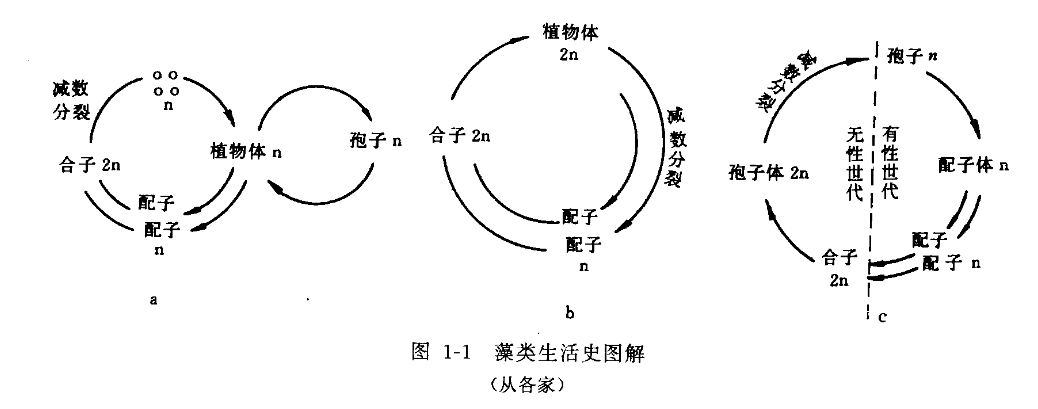 减数
分裂
n
植物体 n
孢子 n
合子 2n
配子
配子
n
a
植物体
2n
减数分裂
合子 2n
配子
配子
n
b
减数分裂
孢子 n
无性世代
有性世代
孢子体 2n
配子体 n
配子
配子 n
合子
2n
c
图 1-1 藻类生活史图解
（从各家）